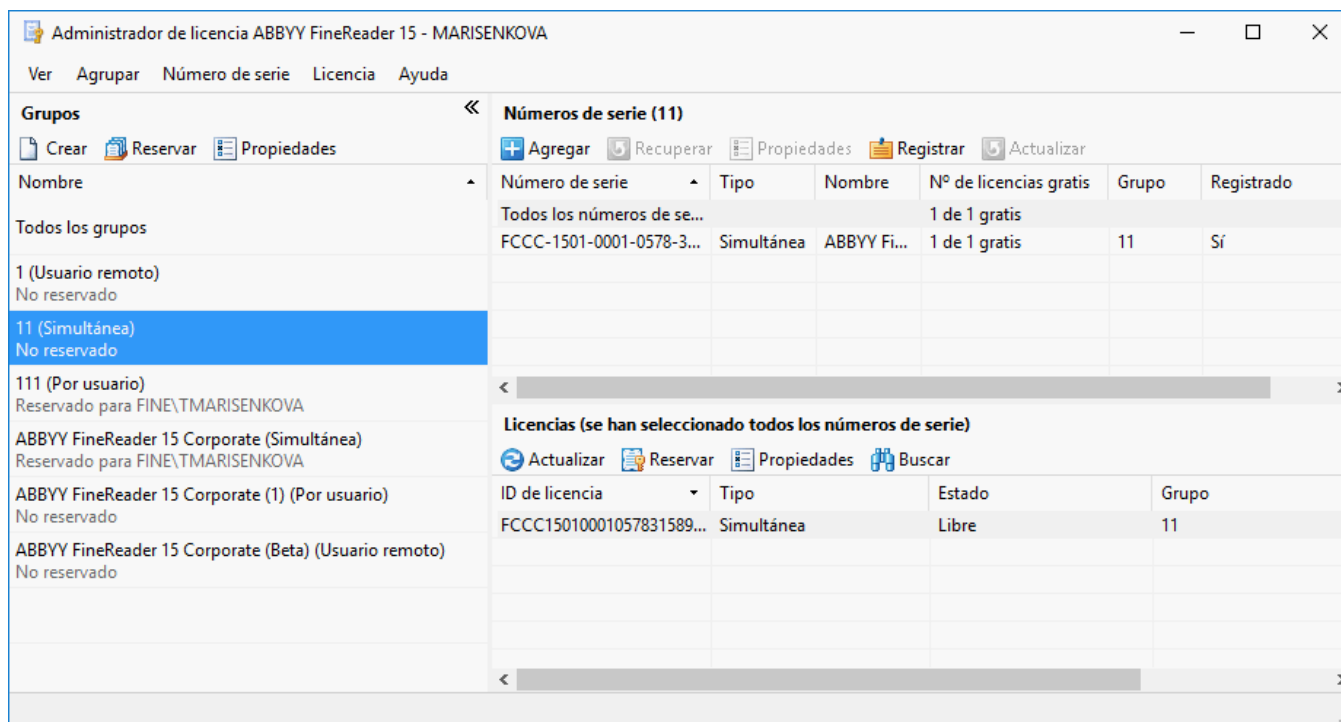 Administrador de licencia ABBYY FineReader 15 - MARISENKOVA
Ver Agrupar Número de serie Licencia Ayuda
Grupos
Crear Reservar Propiedades
Nombre
Todos los grupos
1 (Usuario remoto)
No reservado
11 (Simultánea)
No reservado
111 (Por usuario)
Reservado para FINE\TMARISENKOVA
ABBYY FineReader 15 Corporate (Simultánea)
Reservado para FINE\TMARISENKOVA
ABBYY FineReader 15 Corporate (1) (Por usuario)
No reservado
ABBYY FineReader 15 Corporate (Beta) (Usuario remoto)
No reservado
Números de serie (11)
Agregar Recuperar Propiedades Registrar Actualizar
Número de serie Tipo Nombre Nº de licencias gratis Grupo Registrado
Todos los números de se... 1 de 1 gratis
FCCC-1501-0001-0578-3... Simultánea ABBYY Fi... 1 de 1 gratis 11 Sí
Licencias (se han seleccionado todos los números de serie)
Actualizar Reservar Propiedades Buscar
ID de licencia Tipo Estado Grupo
FCCC15010001057831589... Simultánea Libre 11